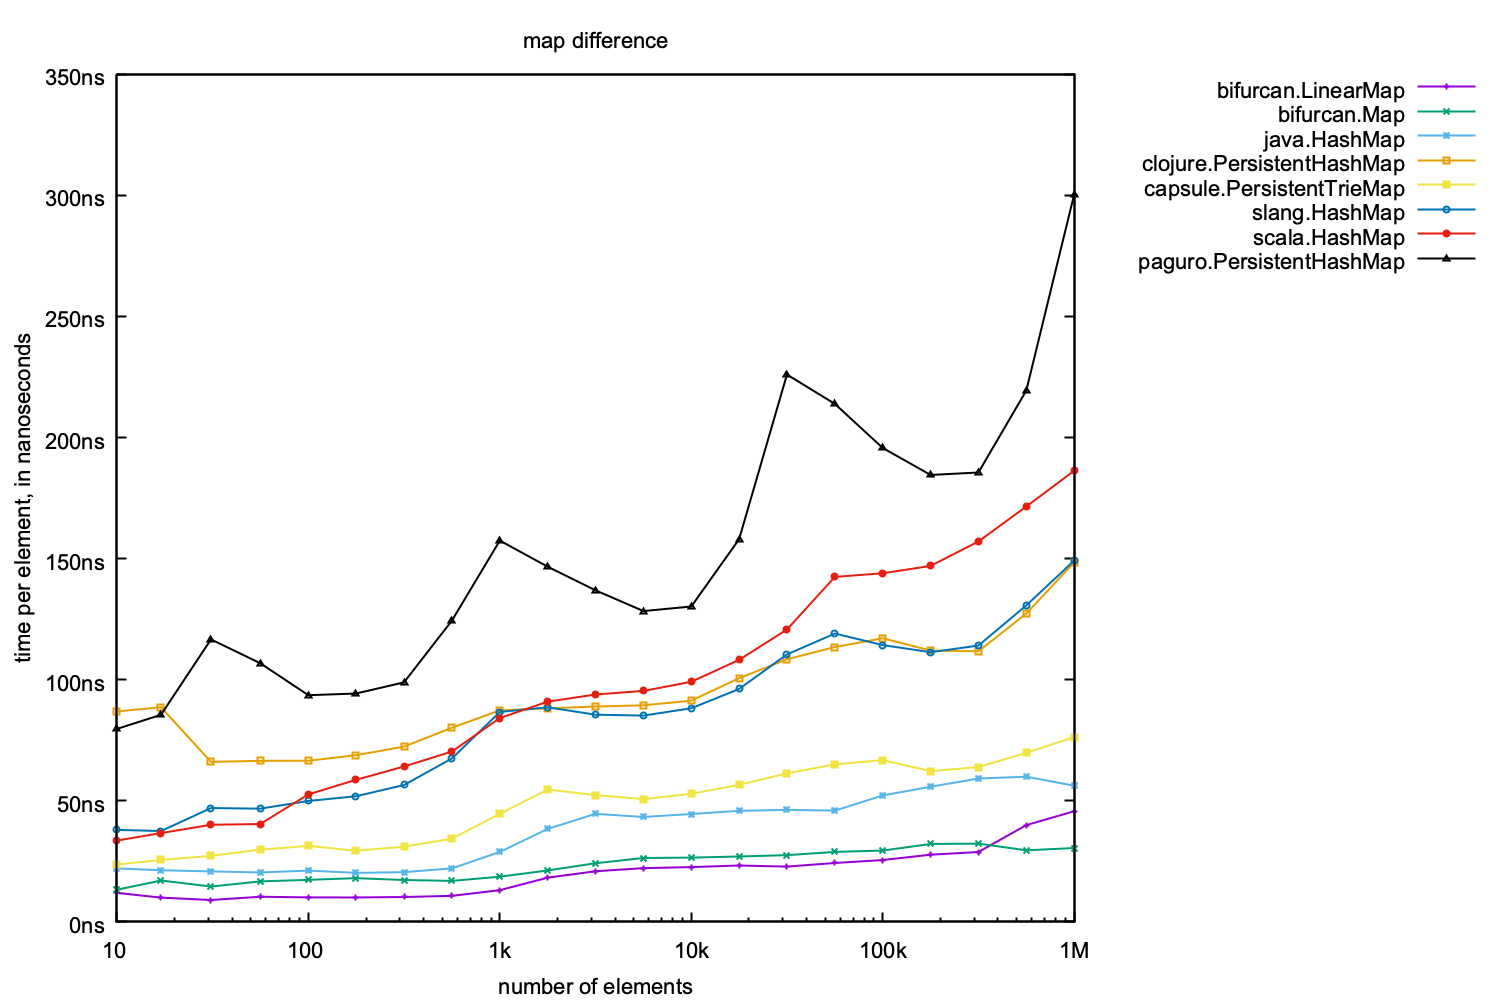 map difference
350ns
300ns
250ns
200ns
150ns
100ns
50ns
0ns
time per element, in nanoseconds
10
100
1k
10k
100k
1M
number of elements
bifurcan.LinearMap
bifurcan.Map
java.HashMap
clojure.PersistentHashMap
capsule.PersistentTrieMap
slang.HashMap
scala.HashMap
paguro.PersistentHashMap